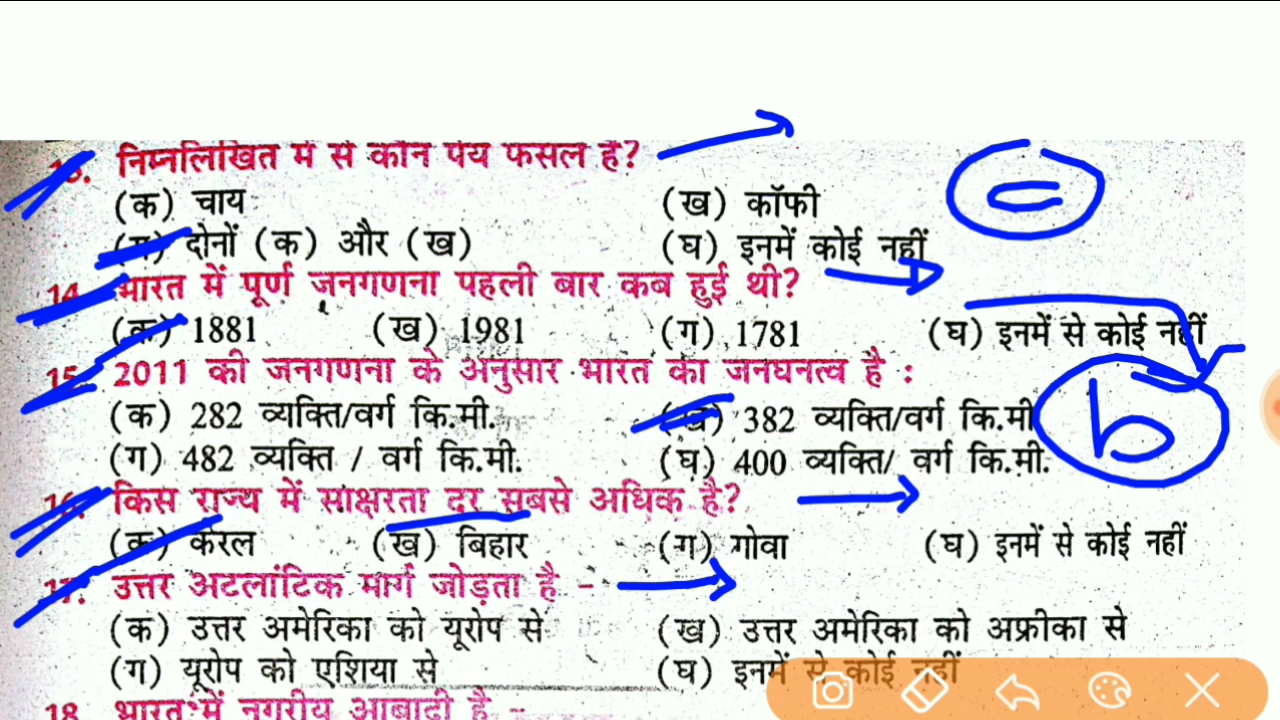 13. निम्नलिखित में से कौन पेय फसल है?
(क) चाय (ख) कॉफी
(ग) दोनों (क) और (ख) (घ) इनमें कोई नहीं
14. भारत में पूर्ण जनगणना पहली बार कब हुई थी?
(क) 1881 (ख) 1981 (ग) 1781 (घ) इनमें से कोई नहीं
15. 2011 की जनगणना के अनुसार भारत का जनघनत्व है :
(क) 282 व्यक्ति/वर्ग कि.मी. (ख) 382 व्यक्ति/वर्ग कि.मी
(ग) 482 व्यक्ति / वर्ग कि.मी. (घ) 400 व्यक्ति/ वर्ग कि.मी.
16. किस राज्य में साक्षरता दर सबसे अधिक है?
(क) केरल (ख) बिहार (ग) गोवा (घ) इनमें से कोई नहीं
17. उत्तर अटलांटिक मार्ग जोड़ता है -
(क) उत्तर अमेरिका को यूरोप से (ख) उत्तर अमेरिका को अफ्रीका से
(ग) यूरोप को एशिया से (घ) इनमें से कोई नहीं
18. भारत में नगरीय आबादी है -
b